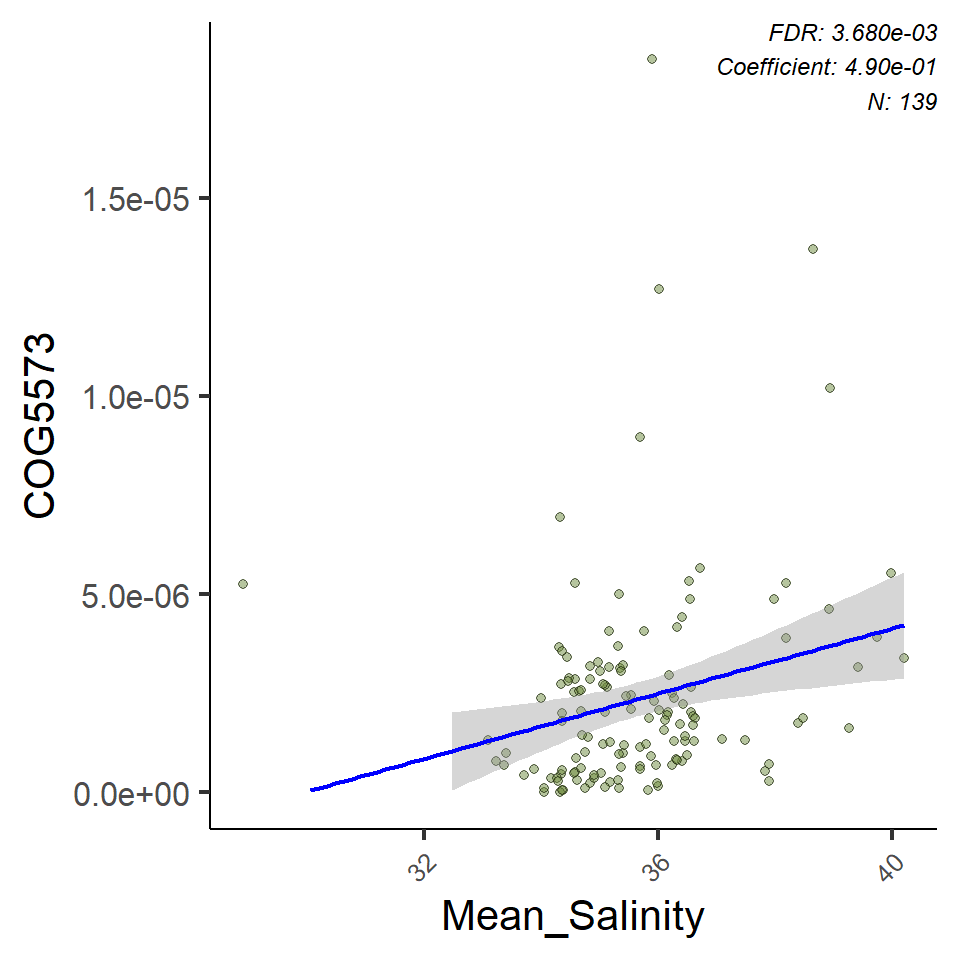 FDR: 3.680e-03
Coefficient: 4.90e-01
N: 139
COG5573
1.5e-05
1.0e-05
5.0e-06
0.0e+00
32
36
40
Mean_Salinity